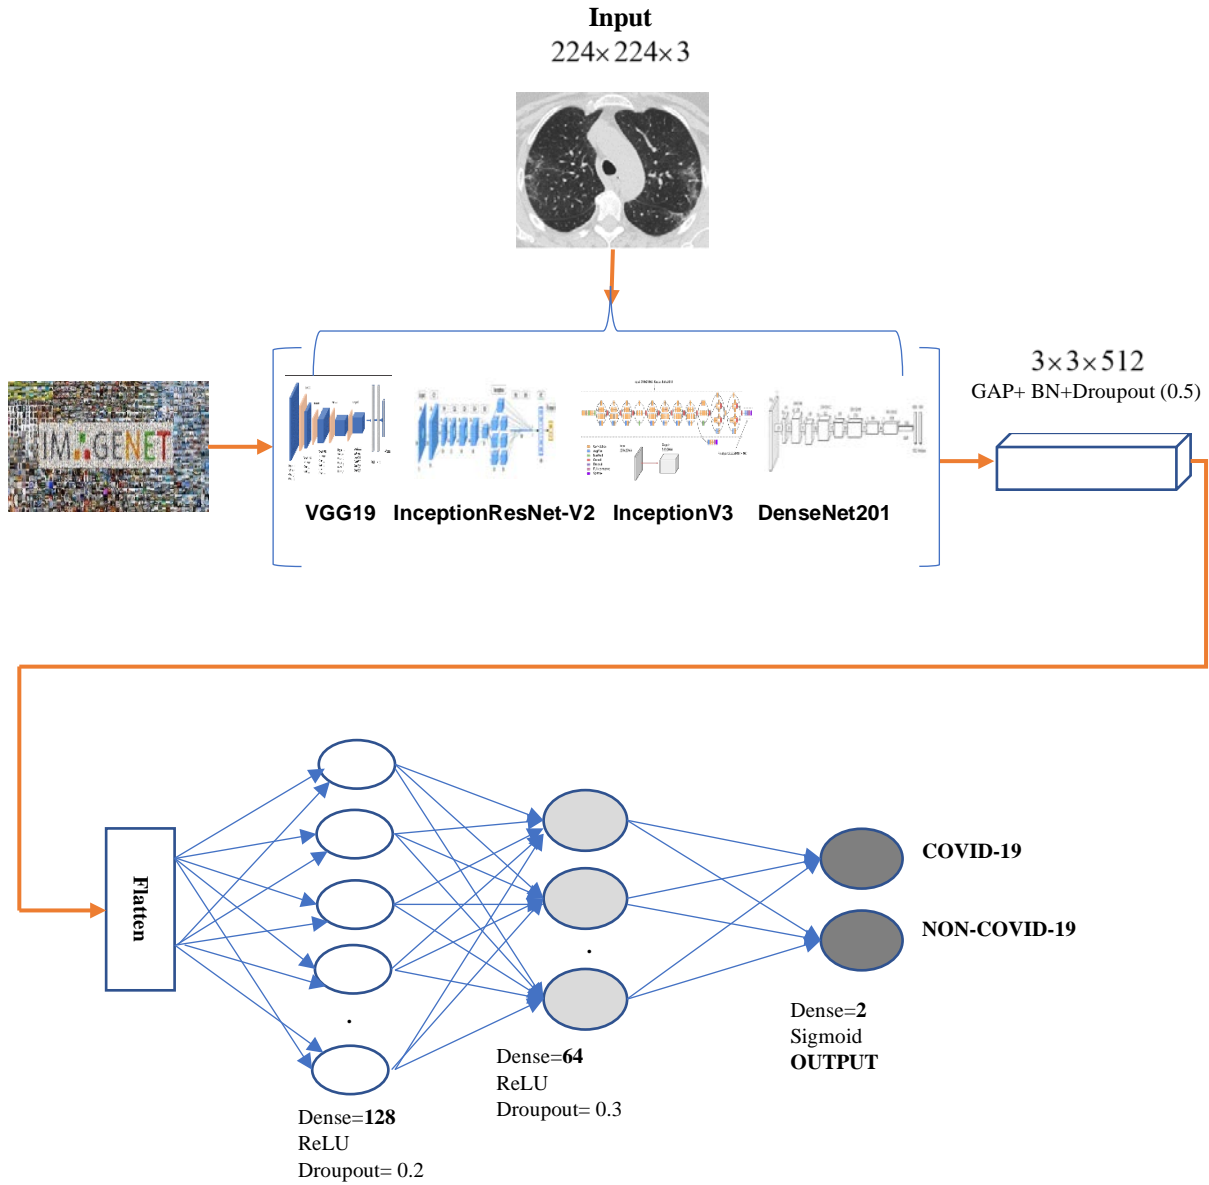 Input
224×224×3
3×3×512
GAP+ BN+Droupout (0.5)
IMAGENET
VGG19 InceptionResNet-V2 InceptionV3 DenseNet201
Flatten
COVID-19
NON-COVID-19
Dense=2
Sigmoid
OUTPUT
Dense=64
ReLU
Droupout= 0.3
Dense=128
ReLU
Droupout= 0.2